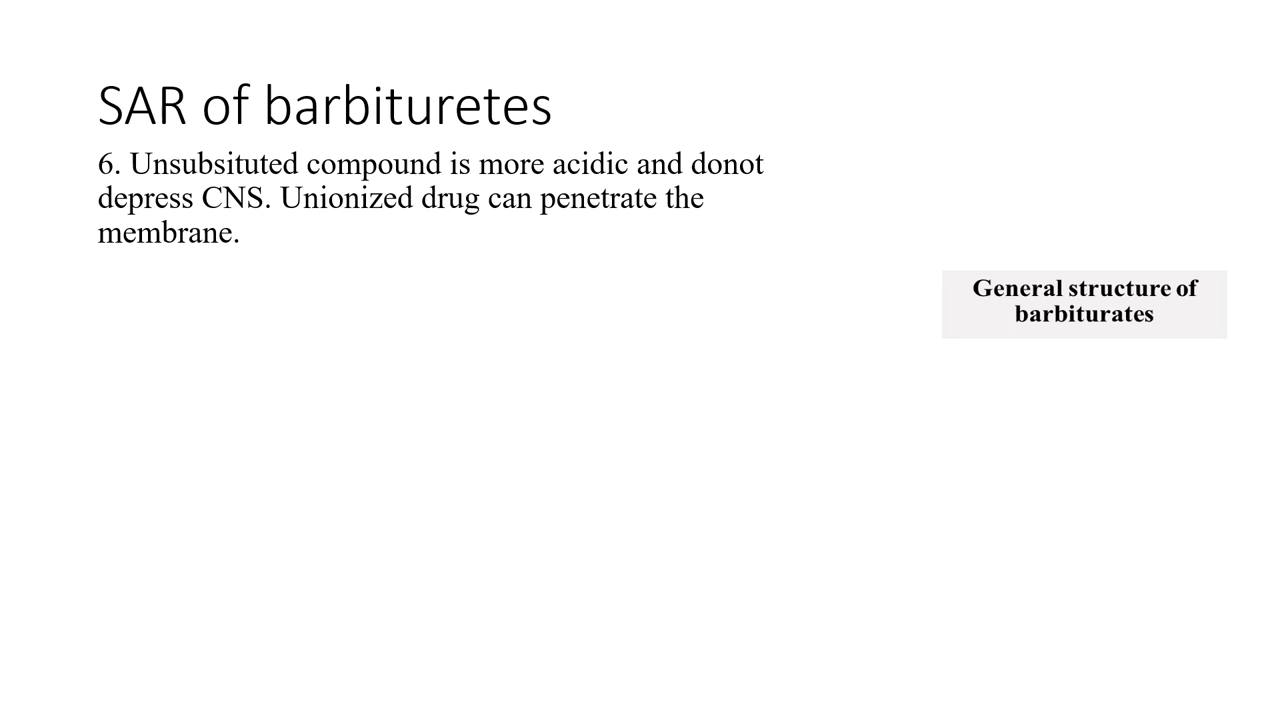 SAR of barbituretes
6. Unsubsituted compound is more acidic and donot
depress CNS. Unionized drug can penetrate the
membrane.
General structure of
barbiturates